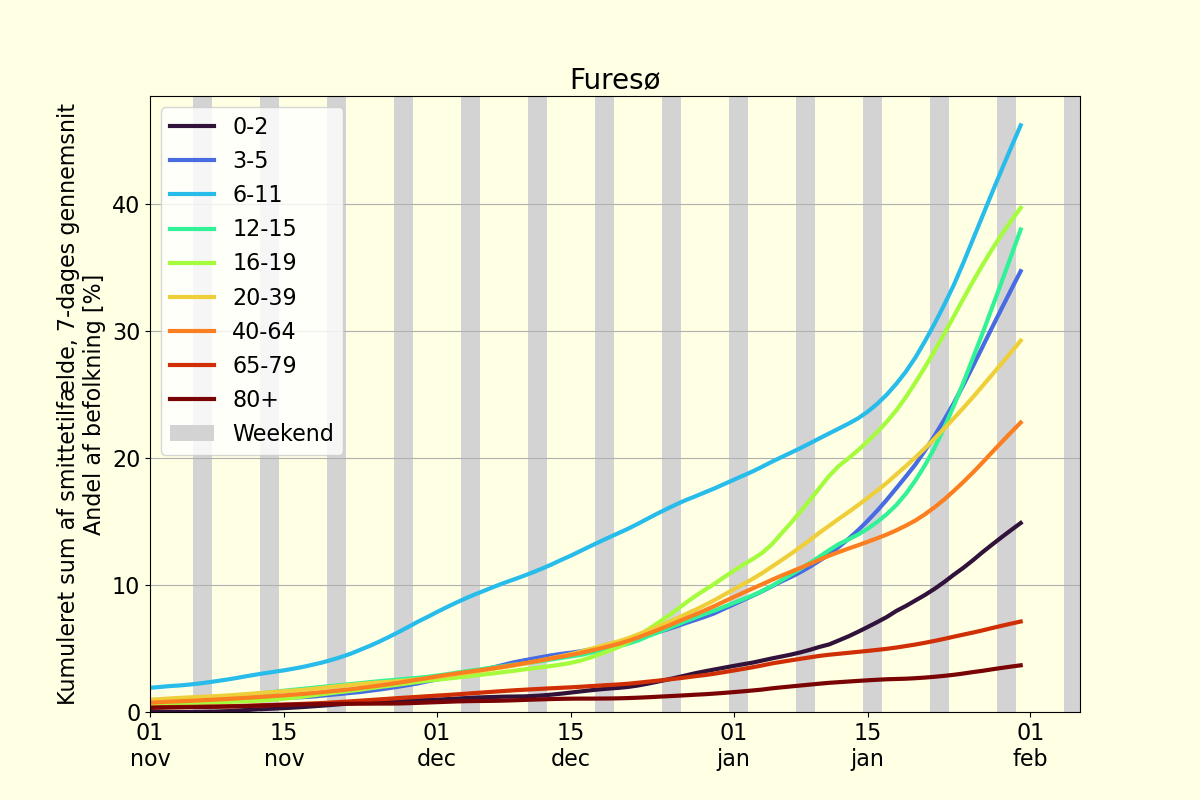 Furesø
Kumuleret sum af smittetilfælde, 7-dages gennemsnit
Andel af befolkning [%]
0-2
3-5
6-11
12-15
16-19
20-39
40-64
65-79
80+
Weekend
40
30
20
10
0
01 15 01 15 01 15 01
nov nov dec dec jan jan feb